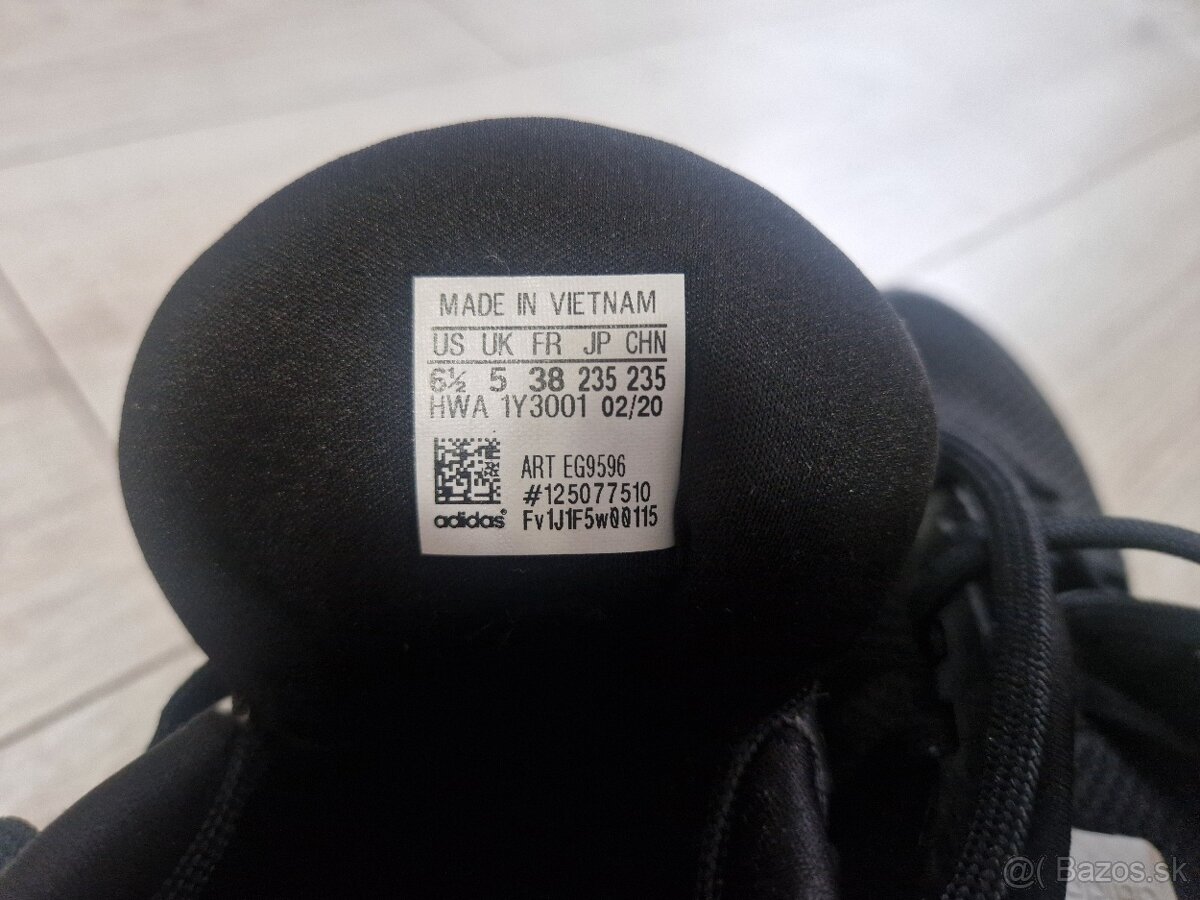 MADE IN VIETNAM
US UK FR JP CHN
6½ 5 38 235 235
HWA 1Y3001 02/20
ART EG9596
#125077510
adidas® Fv1J1F5w00115
@( Bazos.sk